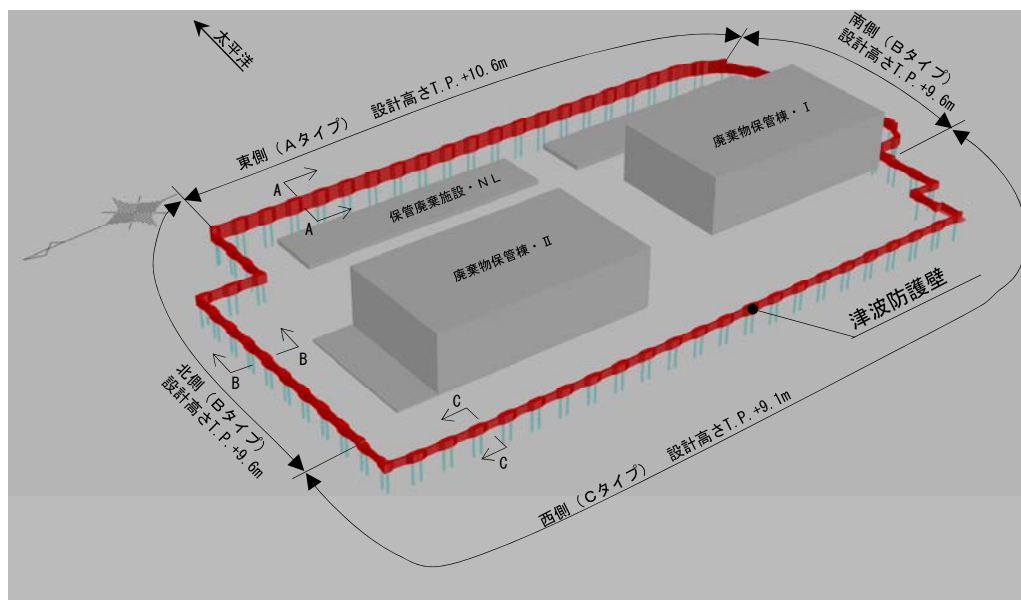 太平洋
東側（Aタイプ） 設計高さT.P.+10.6m
南側（Bタイプ）
設計高さT.P.+9.6m
廃棄物保管棟・Ⅰ
A
A
保管廃棄施設・NL
廃棄物保管棟・Ⅱ
津波防護壁
B
B
北側（Bタイプ）
設計高さT.P.+9.6m
C
C
西側（Cタイプ） 設計高さT.P.+9.1m